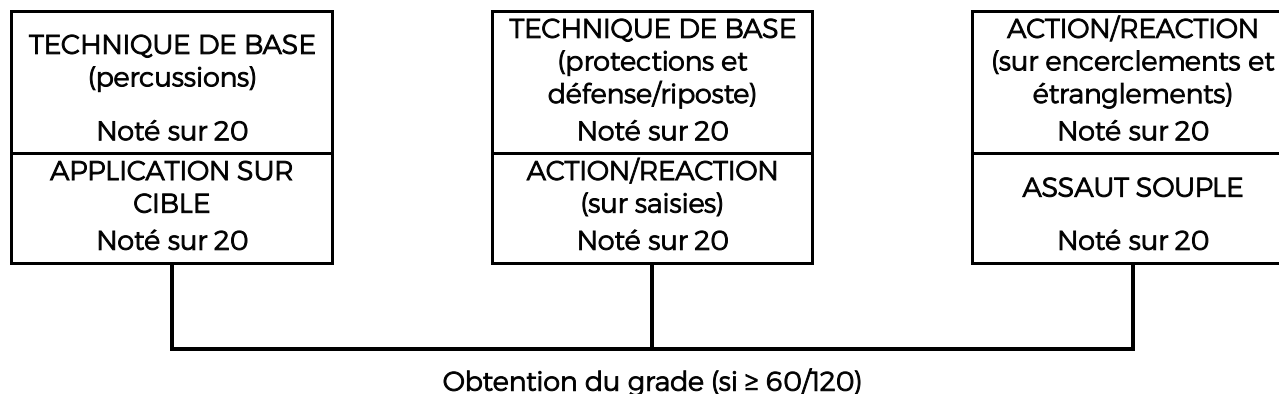 TECHNIQUE DE BASE
(percussions)
Noté sur 20
APPLICATION SUR
CIBLE
Noté sur 20
TECHNIQUE DE BASE
(protections et
défense/riposte)
Noté sur 20
ACTION/REACTION
(sur saisies)
Noté sur 20
ACTION/REACTION
(sur encerclements et
étranglements)
Noté sur 20
ASSAUT SOUPLE
Noté sur 20
Obtention du grade (si ≥ 60/120)